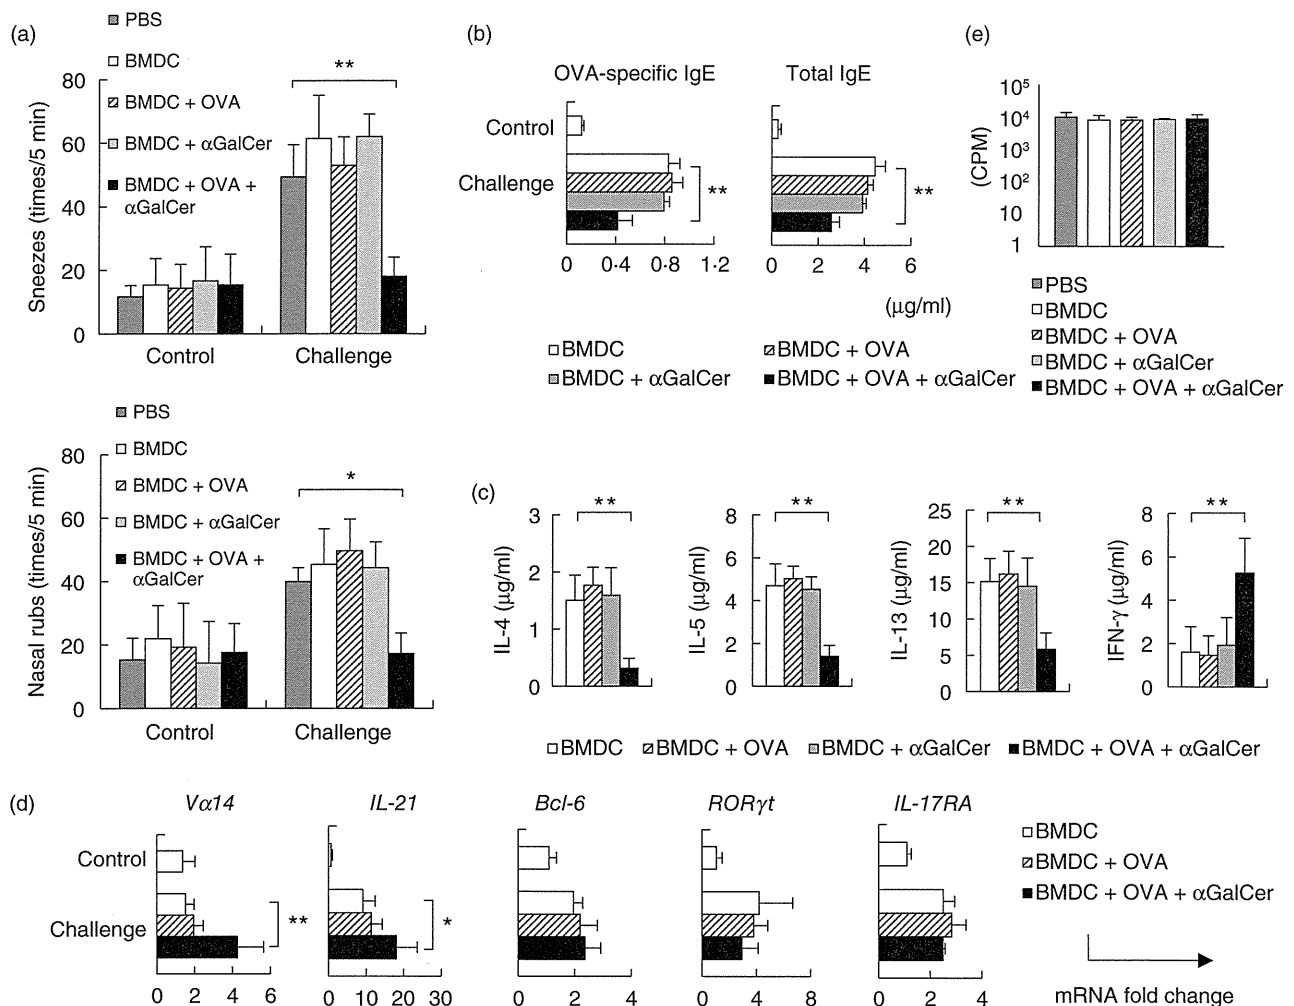 (a)
PBS
BMDC
BMDC + OVA
BMDC + αGalCer
BMDC + OVA +
αGalCer
**
Sneezes (times/5 min)
80
60
40
20
0
Control
Challenge
PBS
BMDC
BMDC + OVA
BMDC + αGalCer
BMDC + OVA +
αGalCer
*
Nasal rubs (times/5 min)
80
60
40
20
0
Control
Challenge
(b)
OVA-specific IgE
Total IgE
Control
Challenge
**
**
0 0·4 0·8 1·2
0 2 4 6
(μg/ml)
BMDC
BMDC + OVA
BMDC + αGalCer
BMDC + OVA + αGalCer
(e)
(CPM)
10⁵
10⁴
10³
10²
10
1
PBS
BMDC
BMDC + OVA
BMDC + αGalCer
BMDC + OVA + αGalCer
(c)
IL-4 (μg/ml)
3
2
1
0
**
IL-5 (μg/ml)
8
6
4
2
0
**
IL-13 (μg/ml)
25
20
15
10
5
0
**
IFN-γ (μg/ml)
8
6
4
2
0
**
BMDC BMDC + OVA BMDC + αGalCer BMDC + OVA + αGalCer
(d)
Vα14
IL-21
Bcl-6
RORγt
IL-17RA
Control
Challenge
**
*
0 2 4 6
0 10 20 30
0 2 4
0 4 8
0 2 4
BMDC
BMDC + OVA
BMDC + OVA + αGalCer
mRNA fold change